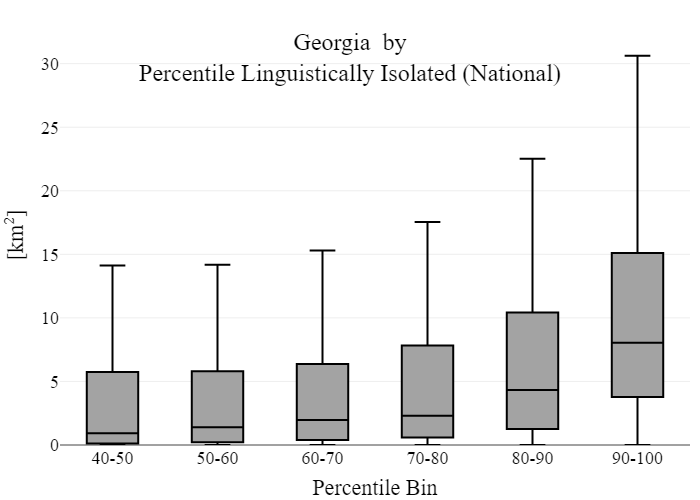 Georgia  by
Percentile Linguistically Isolated (National)
30
25
20
15
10
5
0
[km²]
40-50 50-60 60-70 70-80 80-90 90-100
Percentile Bin